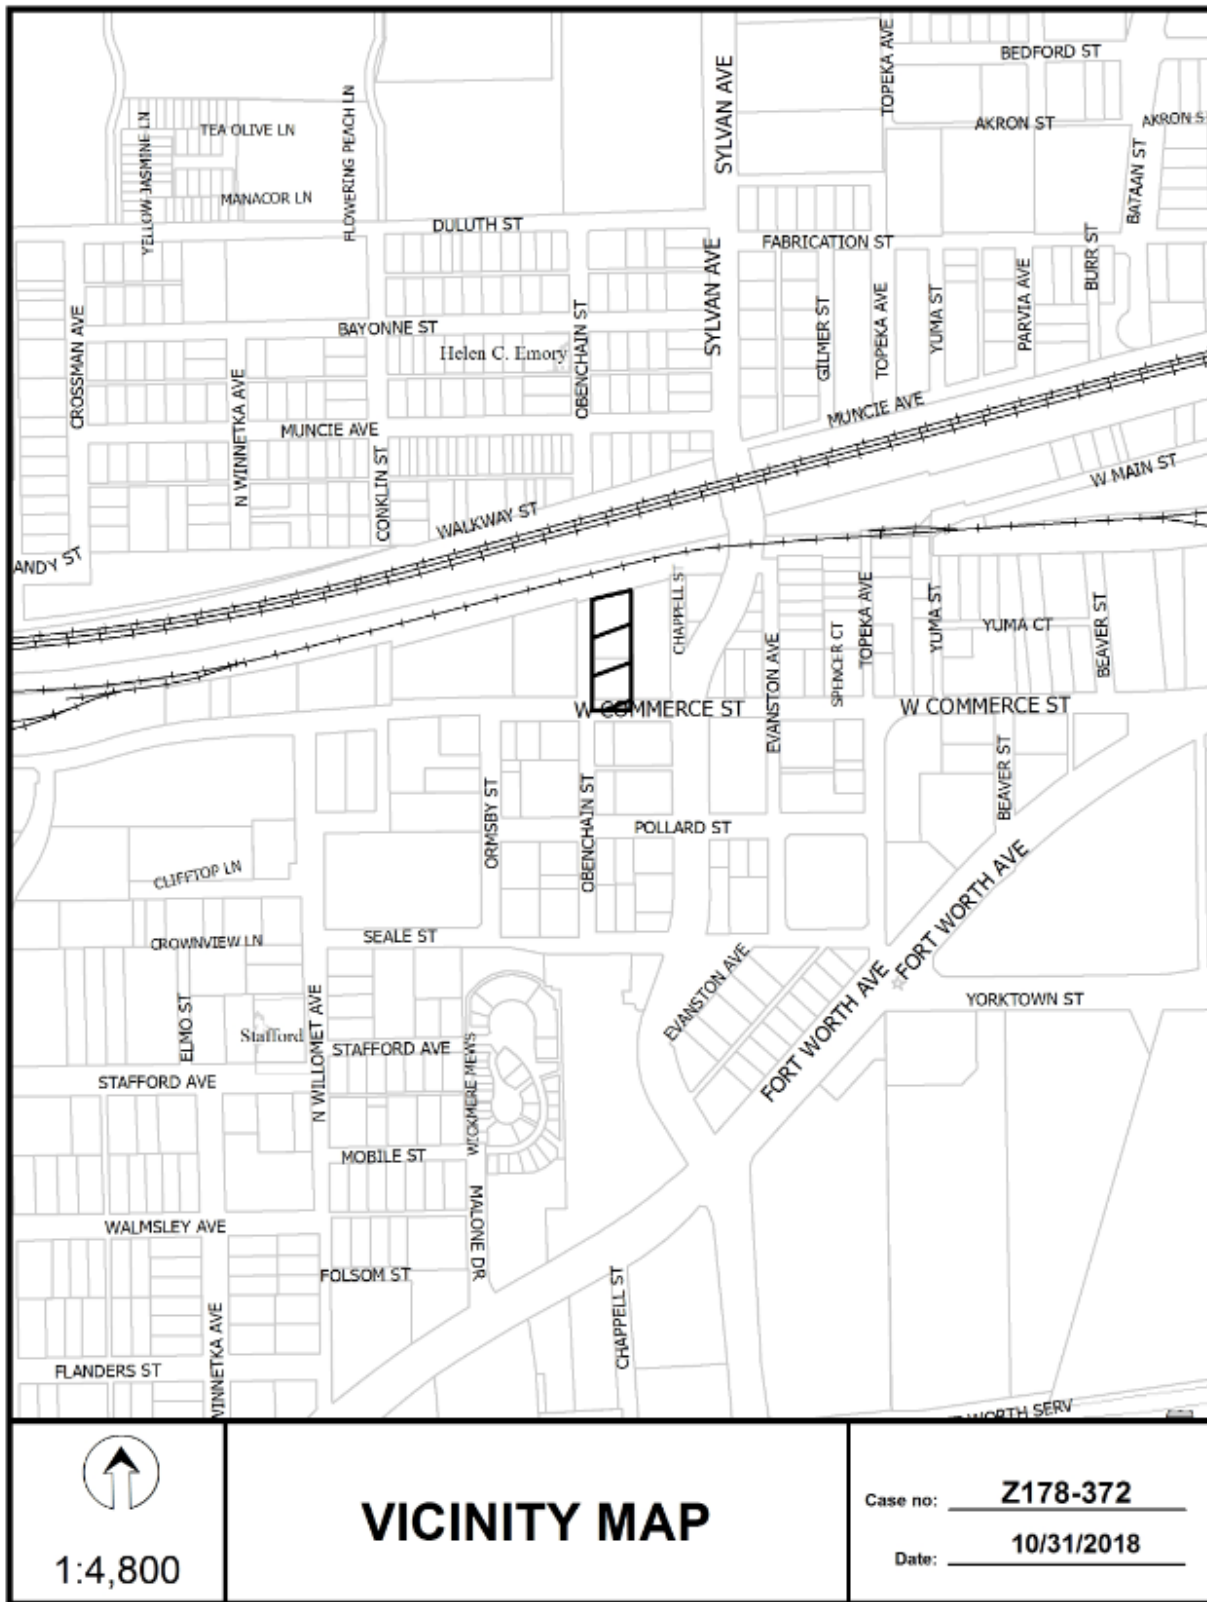 BEDFORD ST
TOPEKA AVE
SYLVAN AVE
AKRON ST
AKRON S
TEA OLIVE LN
YELLOW JASMINE LN
FLOWERING PEACH LN
MANACOR LN
BATAAN ST
DULUTH ST
FABRICATION ST
SYLVAN AVE
BURR ST
PARVIA AVE
YUMA ST
TOPEKA AVE
GILMER ST
CROSSMAN AVE
BAYONNE ST
OBENCHAIN ST
Helen C. Emory
N WINNETKA AVE
MUNCIE AVE
MUNCIE AVE
CONKLIN ST
W MAIN ST
WALKWAY ST
ANDY ST
CHAPPELL ST
TOPEKA AVE
YUMA ST
YUMA CT
BEAVER ST
EVANSTON AVE
SPENCER CT
W COMMERCE ST
W COMMERCE ST
BEAVER ST
ORMSBY ST
OBENCHAIN ST
POLLARD ST
CLIFFTOP LN
FORT WORTH AVE
CROWNVIEW LN
SEALE ST
EVANSTON AVE
FORT WORTH AVE
YORKTOWN ST
ELMO ST
Stafford
N WILLOMET AVE
STAFFORD AVE
WICKMERE MEWS
STAFFORD AVE
MOBILE ST
MALONE DR
WALMSLEY AVE
FOLSOM ST
CHAPPELL ST
VINNETKA AVE
FLANDERS ST
WORTH SERV
1:4,800
VICINITY MAP
Case no: Z178-372
Date: 10/31/2018